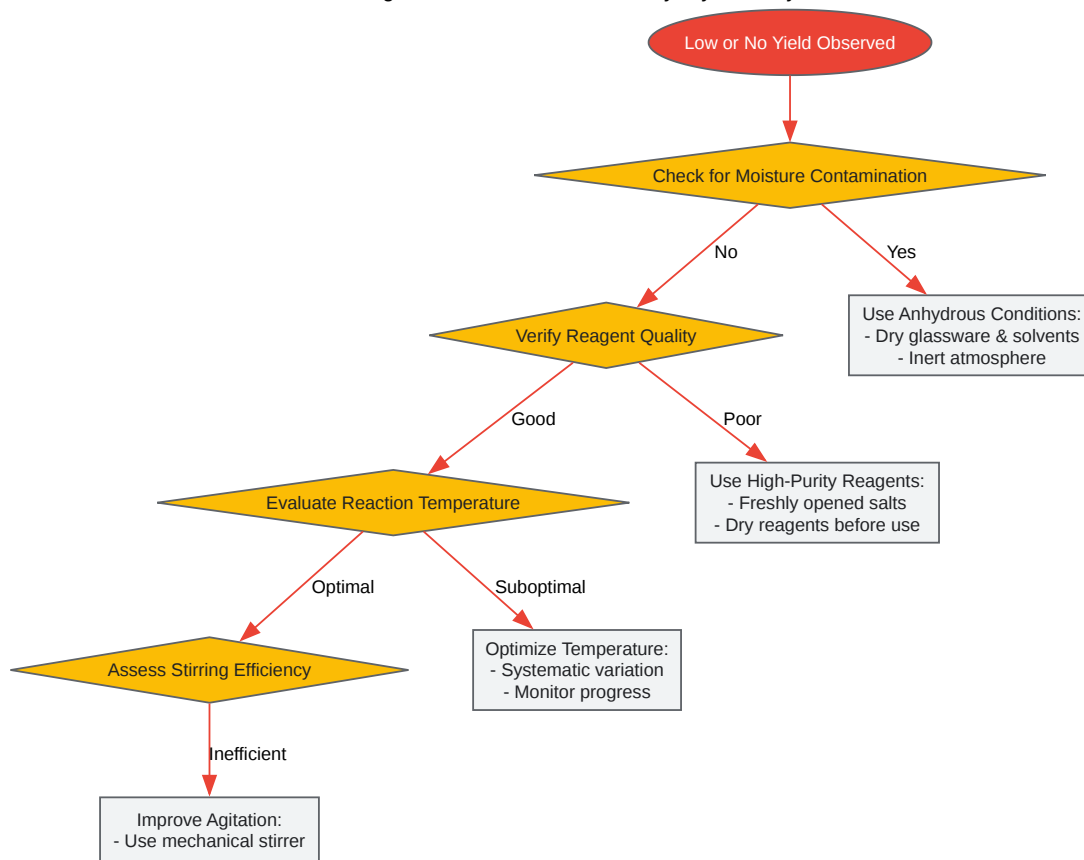 Low or No Yield Observed
Check for Moisture Contamination
No
Yes
Use Anhydrous Conditions:
- Dry glassware & solvents
- Inert atmosphere
Verify Reagent Quality
Good
Poor
Use High-Purity Reagents:
- Freshly opened salts
- Dry reagents before use
Evaluate Reaction Temperature
Optimal
Suboptimal
Optimize Temperature:
- Systematic variation
- Monitor progress
Assess Stirring Efficiency
Inefficient
Improve Agitation:
- Use mechanical stirrer